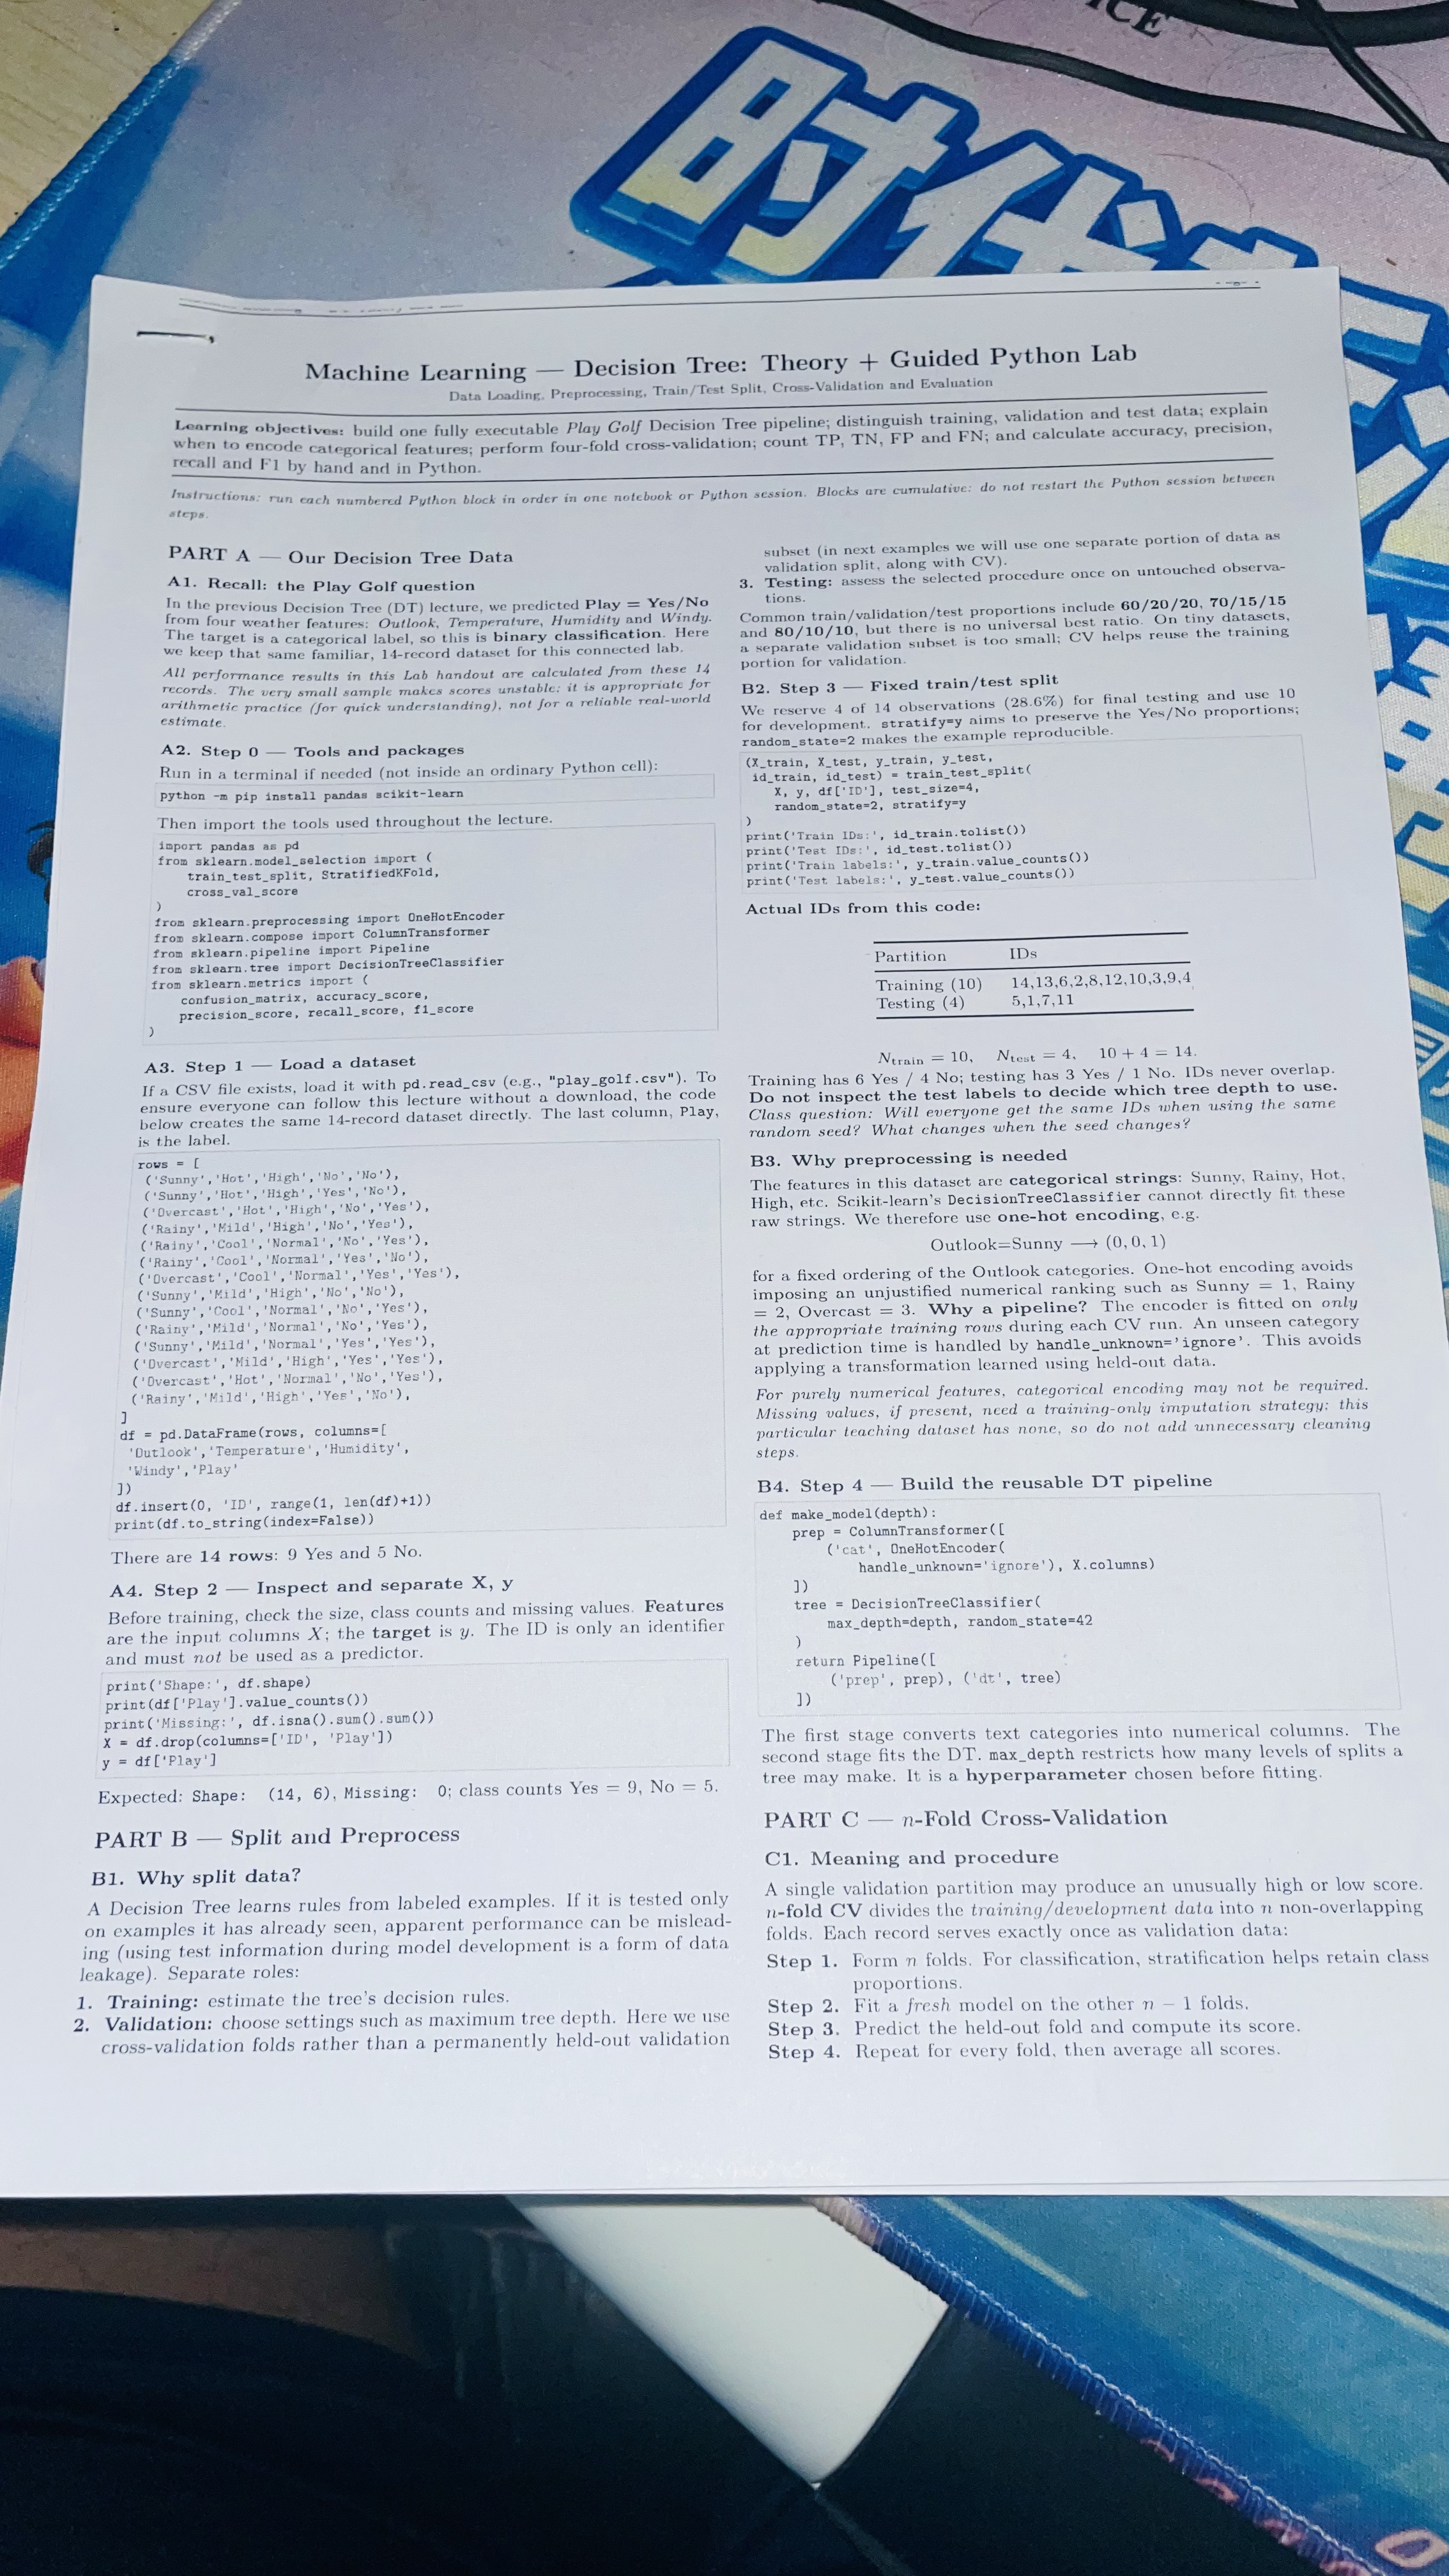 ICE
时代
Machine Learning — Decision Tree: Theory + Guided Python Lab
Data Loading, Preprocessing, Train/Test Split, Cross-Validation and Evaluation
Learning objectives: build one fully executable Play Golf Decision Tree pipeline; distinguish training, validation and test data; explain
when to encode categorical features; perform four-fold cross-validation; count TP, TN, FP and FN; and calculate accuracy, precision,
recall and F1 by hand and in Python.
Instructions: run each numbered Python block in order in one notebook or Python session. Blocks are cumulative: do not restart the Python session between
steps.
PART A — Our Decision Tree Data
A1. Recall: the Play Golf question
In the previous Decision Tree (DT) lecture, we predicted Play = Yes/No
from four weather features: Outlook, Temperature, Humidity and Windy.
The target is a categorical label, so this is binary classification. Here
we keep that same familiar, 14-record dataset for this connected lab.
All performance results in this Lab handout are calculated from these 14
records. The very small sample makes scores unstable; it is appropriate for
arithmetic practice (for quick understanding), not for a reliable real-world
estimate.
A2. Step 0 — Tools and packages
Run in a terminal if needed (not inside an ordinary Python cell):
python -m pip install pandas scikit-learn
Then import the tools used throughout the lecture.
import pandas as pd
from sklearn.model_selection import (
train_test_split, StratifiedKFold,
cross_val_score
)
from sklearn.preprocessing import OneHotEncoder
from sklearn.compose import ColumnTransformer
from sklearn.pipeline import Pipeline
from sklearn.tree import DecisionTreeClassifier
from sklearn.metrics import (
confusion_matrix, accuracy_score,
precision_score, recall_score, f1_score
)
A3. Step 1 — Load a dataset
If a CSV file exists, load it with pd.read_csv (e.g., "play_golf.csv"). To
ensure everyone can follow this lecture without a download, the code
below creates the same 14-record dataset directly. The last column, Play,
is the label.
rows = [
('Sunny','Hot','High','No','No'),
('Sunny','Hot','High','Yes','No'),
('Overcast','Hot','High','No','Yes'),
('Rainy','Mild','High','No','Yes'),
('Rainy','Cool','Normal','No','Yes'),
('Rainy','Cool','Normal','Yes','No'),
('Overcast','Cool','Normal','Yes','Yes'),
('Sunny','Mild','High','No','No'),
('Sunny','Cool','Normal','No','Yes'),
('Rainy','Mild','Normal','No','Yes'),
('Sunny','Mild','Normal','Yes','Yes'),
('Overcast','Mild','High','Yes','Yes'),
('Overcast','Hot','Normal','No','Yes'),
('Rainy','Mild','High','Yes','No'),
]
df = pd.DataFrame(rows, columns=[
'Outlook','Temperature','Humidity',
'Windy','Play'
])
df.insert(0, 'ID', range(1, len(df)+1))
print(df.to_string(index=False))
There are 14 rows: 9 Yes and 5 No.
A4. Step 2 — Inspect and separate X, y
Before training, check the size, class counts and missing values. Features
are the input columns X; the target is y. The ID is only an identifier
and must not be used as a predictor.
print('Shape:', df.shape)
print(df['Play'].value_counts())
print('Missing:', df.isna().sum().sum())
X = df.drop(columns=['ID', 'Play'])
y = df['Play']
Expected: Shape: (14, 6), Missing: 0; class counts Yes = 9, No = 5.
PART B — Split and Preprocess
B1. Why split data?
A Decision Tree learns rules from labeled examples. If it is tested only
on examples it has already seen, apparent performance can be mislead-
ing (using test information during model development is a form of data
leakage). Separate roles:
1. Training: estimate the tree's decision rules.
2. Validation: choose settings such as maximum tree depth. Here we use
cross-validation folds rather than a permanently held-out validation
subset (in next examples we will use one separate portion of data as
validation split, along with CV).
3. Testing: assess the selected procedure once on untouched observa-
tions.
Common train/validation/test proportions include 60/20/20, 70/15/15
and 80/10/10, but there is no universal best ratio. On tiny datasets,
a separate validation subset is too small; CV helps reuse the training
portion for validation.
B2. Step 3 — Fixed train/test split
We reserve 4 of 14 observations (28.6%) for final testing and use 10
for development. stratify=y aims to preserve the Yes/No proportions;
random_state=2 makes the example reproducible.
(X_train, X_test, y_train, y_test,
id_train, id_test) = train_test_split(
X, y, df['ID'], test_size=4,
random_state=2, stratify=y
)
print('Train IDs:', id_train.tolist())
print('Test IDs:', id_test.tolist())
print('Train labels:', y_train.value_counts())
print('Test labels:', y_test.value_counts())
Actual IDs from this code:
Partition IDs
Training (10) 14,13,6,2,8,12,10,3,9,4
Testing (4) 5,1,7,11
Ntrain = 10, Ntest = 4, 10 + 4 = 14.
Training has 6 Yes / 4 No; testing has 3 Yes / 1 No. IDs never overlap.
Do not inspect the test labels to decide which tree depth to use.
Class question: Will everyone get the same IDs when using the same
random seed? What changes when the seed changes?
B3. Why preprocessing is needed
The features in this dataset are categorical strings: Sunny, Rainy, Hot,
High, etc. Scikit-learn's DecisionTreeClassifier cannot directly fit these
raw strings. We therefore use one-hot encoding, e.g.
Outlook=Sunny ⟶ (0, 0, 1)
for a fixed ordering of the Outlook categories. One-hot encoding avoids
imposing an unjustified numerical ranking such as Sunny = 1, Rainy
= 2, Overcast = 3. Why a pipeline? The encoder is fitted on only
the appropriate training rows during each CV run. An unseen category
at prediction time is handled by handle_unknown='ignore'. This avoids
applying a transformation learned using held-out data.
For purely numerical features, categorical encoding may not be required.
Missing values, if present, need a training-only imputation strategy; this
particular teaching dataset has none, so do not add unnecessary cleaning
steps.
B4. Step 4 — Build the reusable DT pipeline
def make_model(depth):
prep = ColumnTransformer([
('cat', OneHotEncoder(
handle_unknown='ignore'), X.columns)
])
tree = DecisionTreeClassifier(
max_depth=depth, random_state=42
)
return Pipeline([
('prep', prep), ('dt', tree)
])
The first stage converts text categories into numerical columns. The
second stage fits the DT. max_depth restricts how many levels of splits a
tree may make. It is a hyperparameter chosen before fitting.
PART C — n-Fold Cross-Validation
C1. Meaning and procedure
A single validation partition may produce an unusually high or low score.
n-fold CV divides the training/development data into n non-overlapping
folds. Each record serves exactly once as validation data:
Step 1. Form n folds. For classification, stratification helps retain class
proportions.
Step 2. Fit a fresh model on the other n − 1 folds.
Step 3. Predict the held-out fold and compute its score.
Step 4. Repeat for every fold, then average all scores.